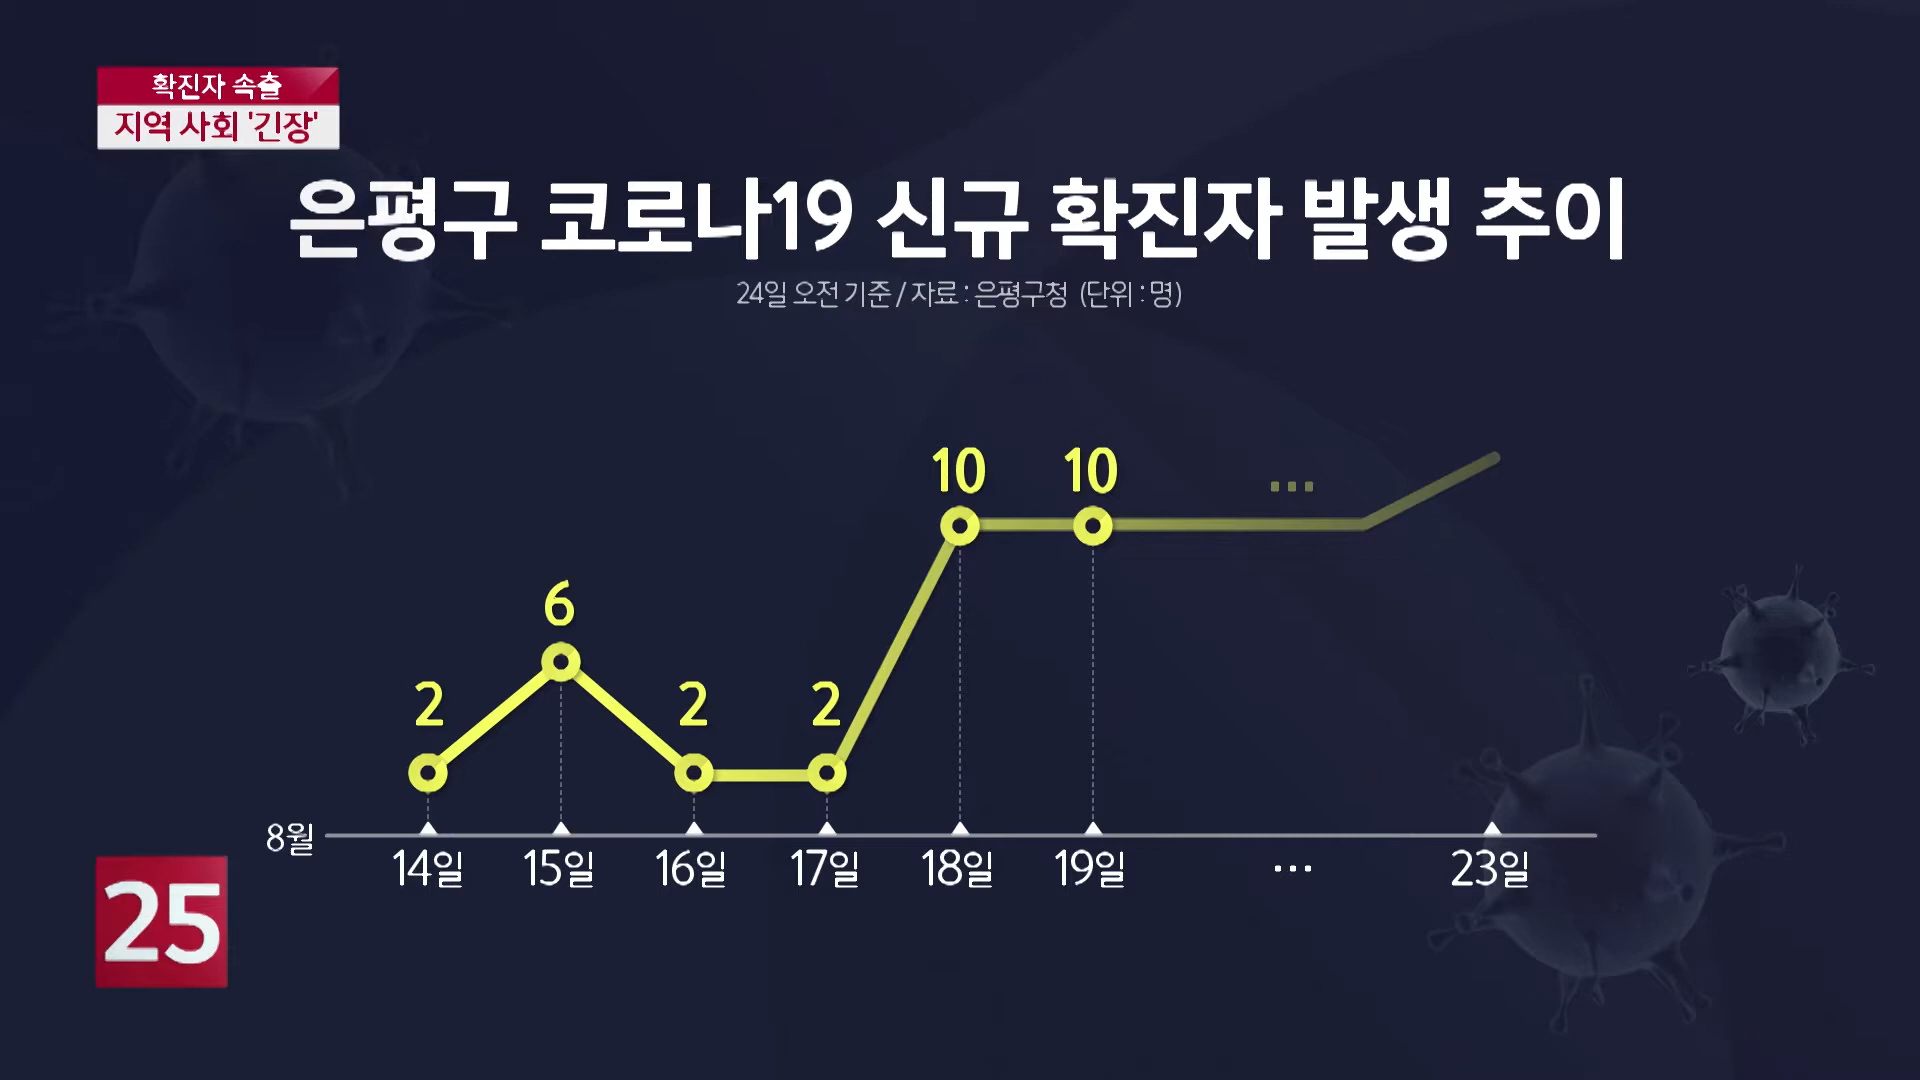 확진자 속출
지역 사회 '긴장'
은평구 코로나19 신규 확진자 발생 추이
24일 오전 기준 / 자료 : 은평구청 (단위 : 명)
2 6 2 2 10 10 ...
8월
14일 15일 16일 17일 18일 19일 ... 23일
25